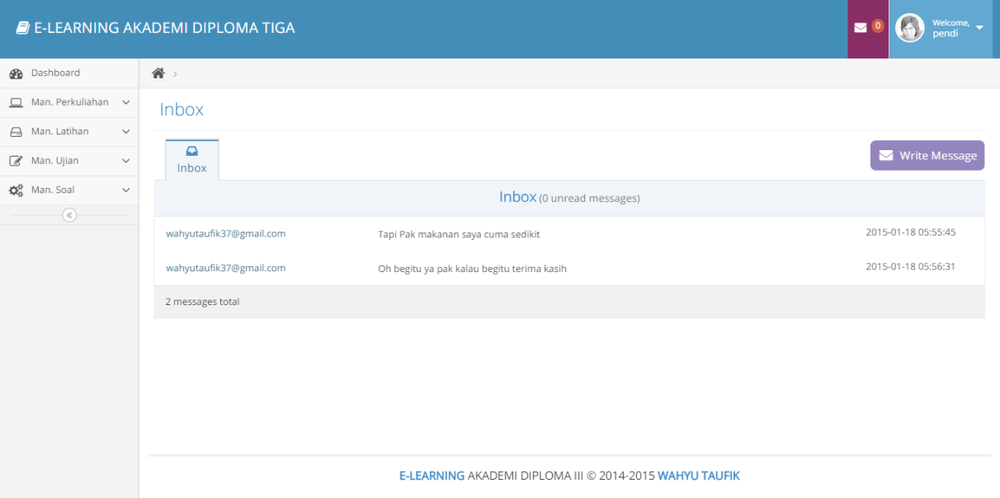 E-LEARNING AKADEMI DIPLOMA TIGA
0
Welcome,
pendi
Dashboard
Man. Perkuliahan
Man. Latihan
Man. Ujian
Man. Soal
Inbox
Inbox
Write Message
Inbox (0 unread messages)
wahyutaufik37@gmail.com Tapi Pak makanan saya cuma sedikit 2015-01-18 05:55:45
wahyutaufik37@gmail.com Oh begitu ya pak kalau begitu terima kasih 2015-01-18 05:56:31
2 messages total
E-LEARNING AKADEMI DIPLOMA III © 2014-2015 WAHYU TAUFIK